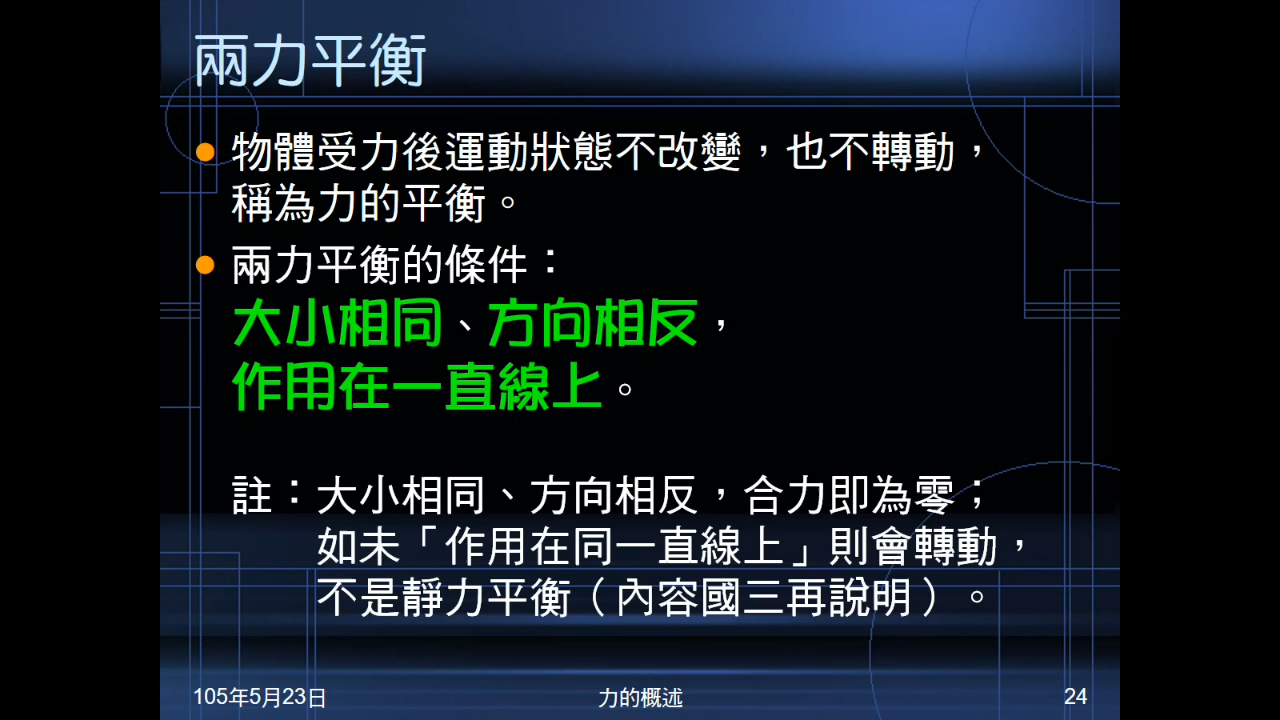 兩力平衡
物體受力後運動狀態不改變，也不轉動，
稱為力的平衡。
兩力平衡的條件：
大小相同、方向相反，
作用在一直線上。
註：大小相同、方向相反，合力即為零；
如未「作用在同一直線上」則會轉動，
不是靜力平衡（內容國三再說明）。
105年5月23日
力的概述
24